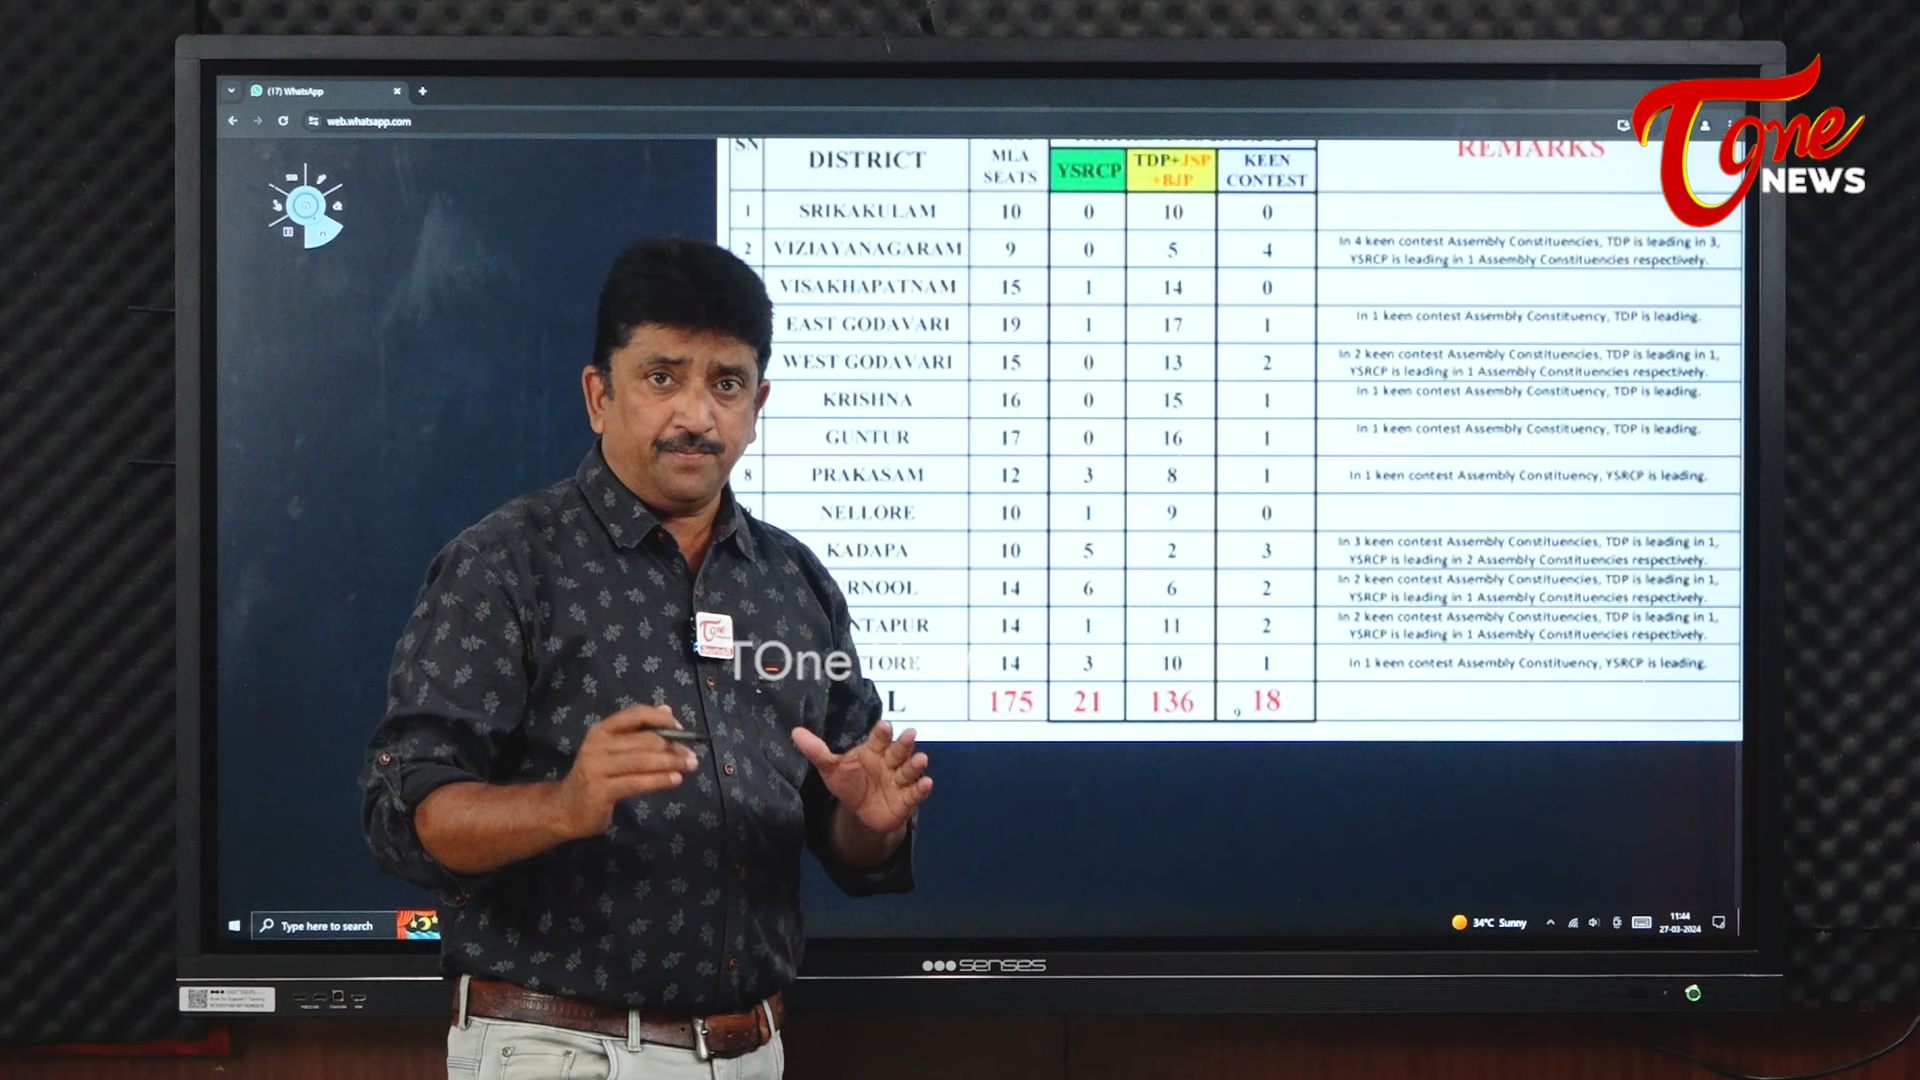 (17) WhatsApp
web.whatsapp.com
TOne
NEWS
SN DISTRICT MLA SEATS YSRCP TDP+JSP +BJP KEEN CONTEST REMARKS
1 SRIKAKULAM 10 0 10 0
2 VIZIAYANAGARAM 9 0 5 4 In 4 keen contest Assembly Constituencies, TDP is leading in 3,
YSRCP is leading in 1 Assembly Constituencies respectively.
VISAKHAPATNAM 15 1 14 0
EAST GODAVARI 19 1 17 1 In 1 keen contest Assembly Constituency, TDP is leading.
WEST GODAVARI 15 0 13 2 In 2 keen contest Assembly Constituencies, TDP is leading in 1,
YSRCP is leading in 1 Assembly Constituencies respectively.
KRISHNA 16 0 15 1 In 1 keen contest Assembly Constituency, TDP is leading.
GUNTUR 17 0 16 1 In 1 keen contest Assembly Constituency, TDP is leading.
8 PRAKASAM 12 3 8 1 In 1 keen contest Assembly Constituency, YSRCP is leading.
NELLORE 10 1 9 0
KADAPA 10 5 2 3 In 3 keen contest Assembly Constituencies, TDP is leading in 1,
YSRCP is leading in 2 Assembly Constituencies respectively.
RNOOL 14 6 6 2 In 2 keen contest Assembly Constituencies, TDP is leading in 1,
YSRCP is leading in 1 Assembly Constituencies respectively.
NTAPUR 14 1 11 2 In 2 keen contest Assembly Constituencies, TDP is leading in 1,
YSRCP is leading in 1 Assembly Constituencies respectively.
TORE 14 3 10 1 In 1 keen contest Assembly Constituency, YSRCP is leading.
L 175 21 136 9 18
TOne
TOne
Type here to search
34°C Sunny
11:44
27-03-2024
senses